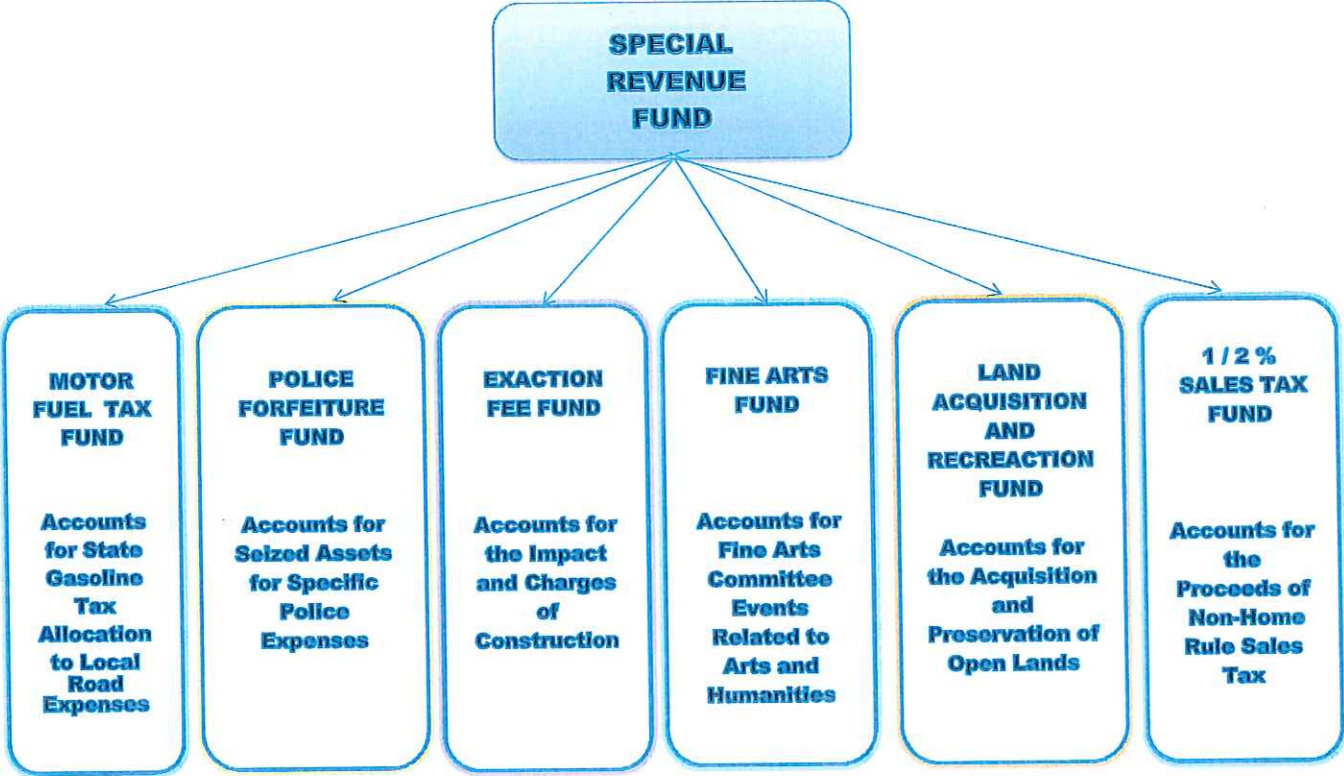 SPECIAL
REVENUE
FUND
MOTOR
FUEL TAX
FUND
Accounts
for State
Gasoline
Tax
Allocation
to Local
Road
Expenses
POLICE
FORFEITURE
FUND
Accounts for
Seized Assets
for Specific
Police
Expenses
EXACTION
FEE FUND
Accounts for
the Impact
and Charges
of
Construction
FINE ARTS
FUND
Accounts for
Fine Arts
Committee
Events
Related to
Arts and
Humanities
LAND
ACQUISITION
AND
RECREACTION
FUND
Accounts for
the Acquisition
and
Preservation of
Open Lands
1 / 2 %
SALES TAX
FUND
Accounts for
the
Proceeds of
Non-Home
Rule Sales
Tax